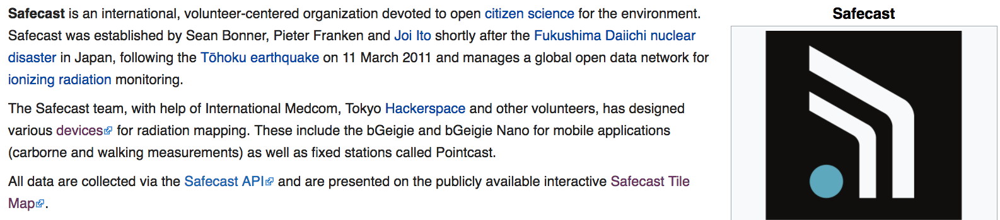 Safecast is an international, volunteer-centered organization devoted to open citizen science for the environment.
Safecast was established by Sean Bonner, Pieter Franken and Joi Ito shortly after the Fukushima Daiichi nuclear
disaster in Japan, following the Tōhoku earthquake on 11 March 2011 and manages a global open data network for
ionizing radiation monitoring.
The Safecast team, with help of International Medcom, Tokyo Hackerspace and other volunteers, has designed
various devices for radiation mapping. These include the bGeigie and bGeigie Nano for mobile applications
(carborne and walking measurements) as well as fixed stations called Pointcast.
All data are collected via the Safecast API and are presented on the publicly available interactive Safecast Tile
Map.
Safecast